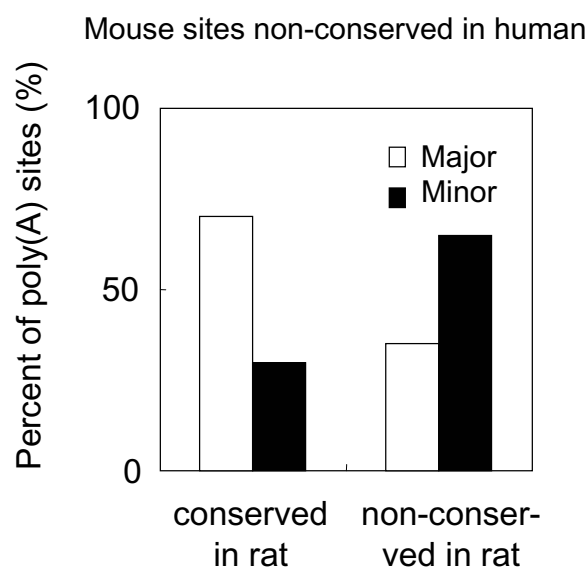 Mouse sites non-conserved in human
Percent of poly(A) sites (%)
100
50
0
Major
Minor
conserved
in rat
non-conser-
ved in rat